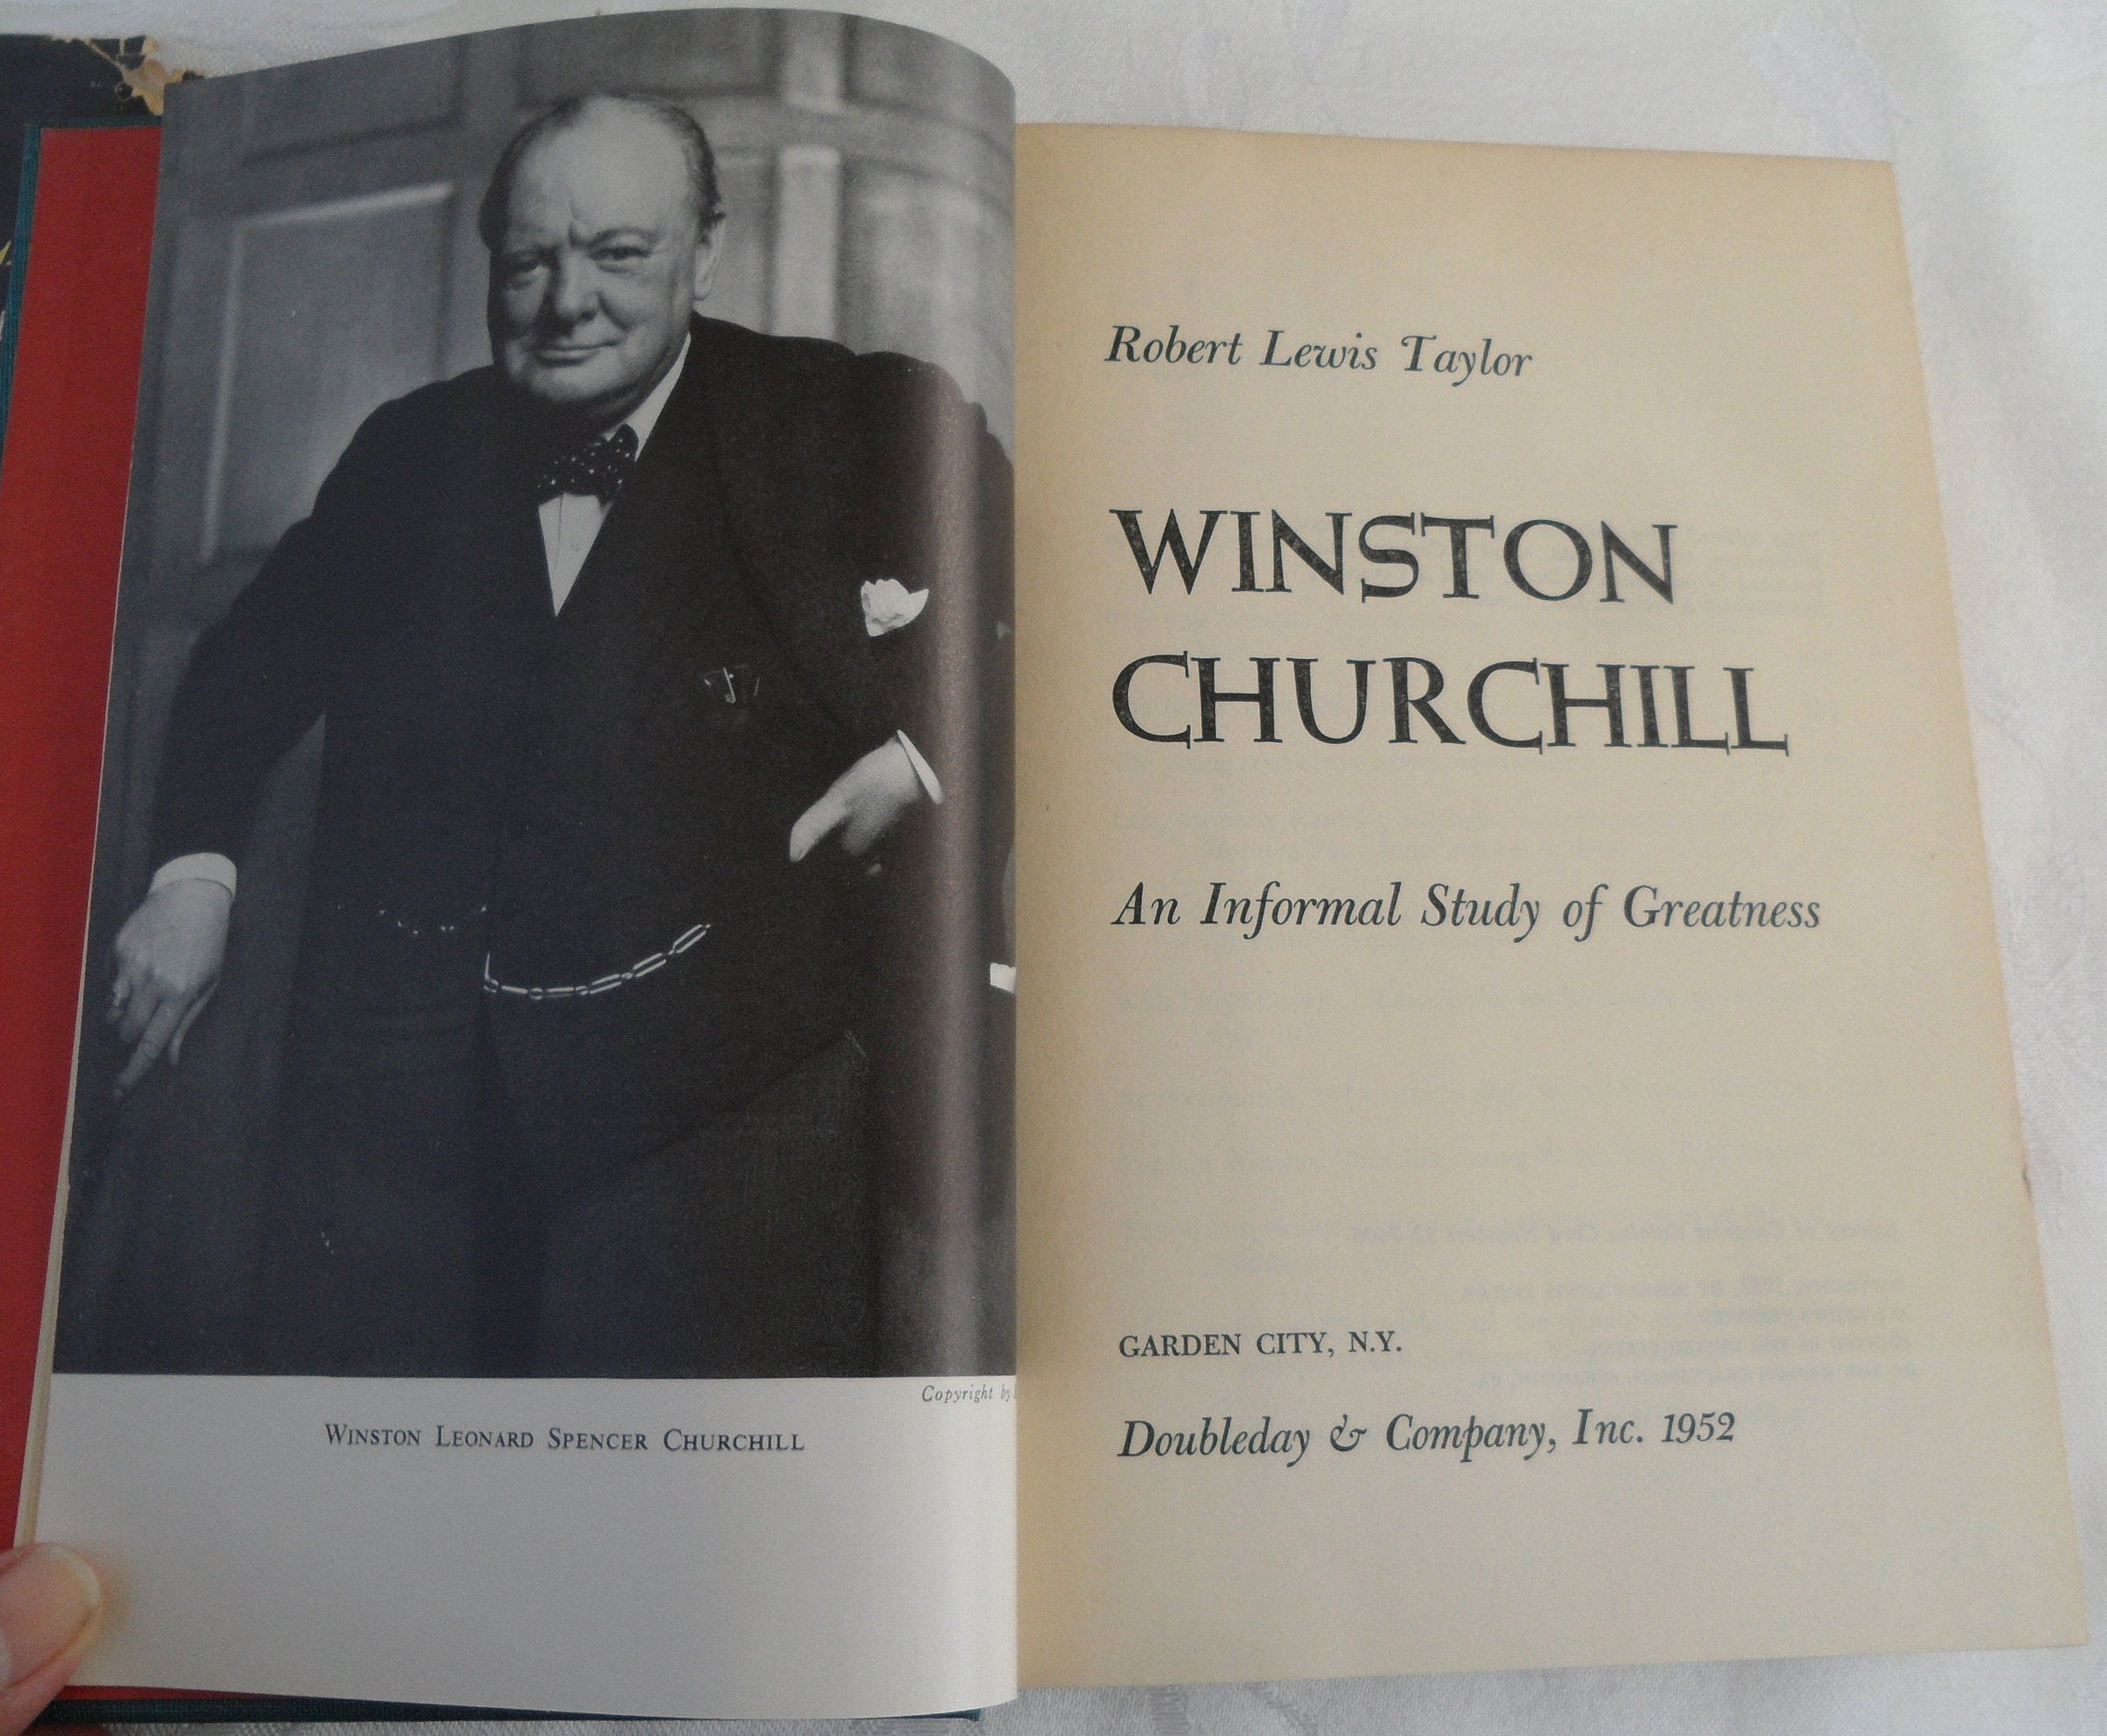 Copyright by
WINSTON LEONARD SPENCER CHURCHILL
Robert Lewis Taylor
WINSTON
CHURCHILL
An Informal Study of Greatness
GARDEN CITY, N.Y.
Doubleday & Company, Inc. 1952